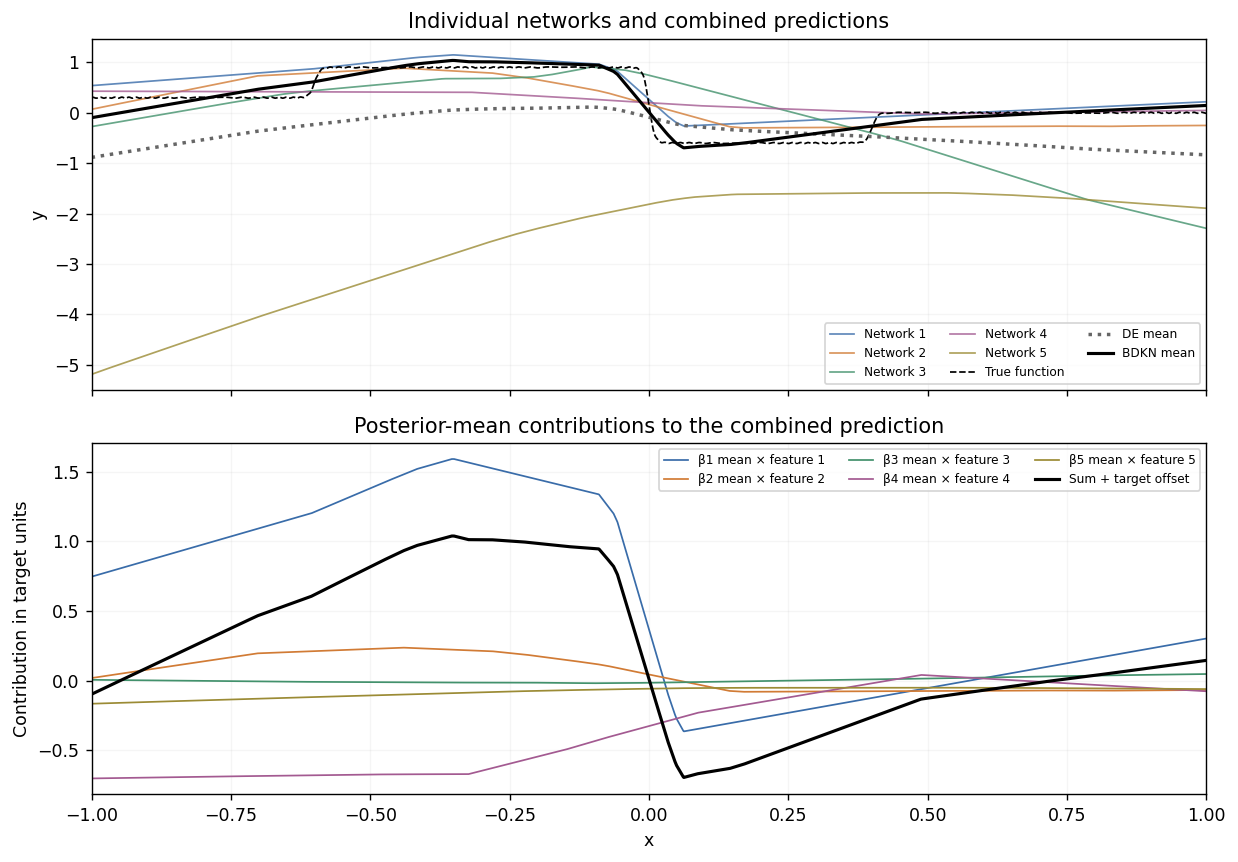 Individual networks and combined predictions
1
0
−1
−2
−3
−4
−5
y
Network 1
Network 2
Network 3
Network 4
Network 5
True function
DE mean
BDKN mean
Posterior-mean contributions to the combined prediction
1.5
1.0
0.5
0.0
−0.5
Contribution in target units
β1 mean × feature 1
β2 mean × feature 2
β3 mean × feature 3
β4 mean × feature 4
β5 mean × feature 5
Sum + target offset
−1.00 −0.75 −0.50 −0.25 0.00 0.25 0.50 0.75 1.00
x